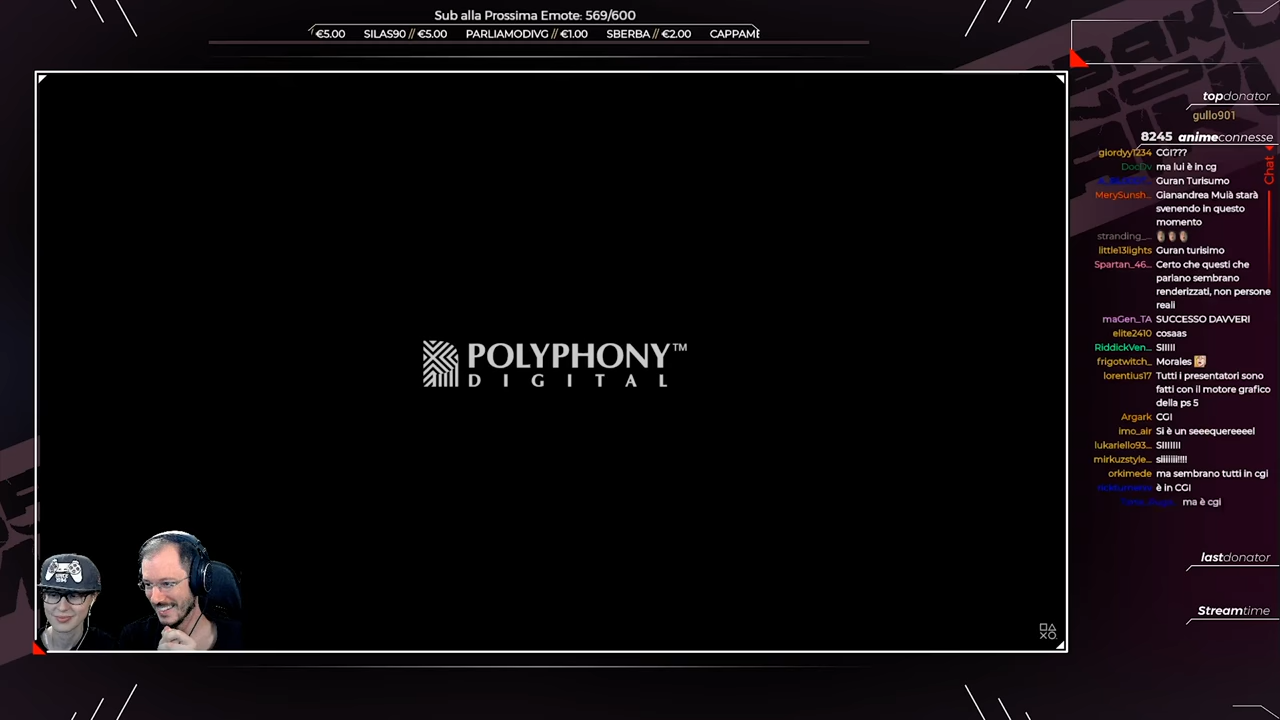 Sub alla Prossima Emote: 569/600
€5.00 SILAS90 // €5.00 PARLIAMODIVG // €1.00 SBERBA // €2.00 CAPPAME
POLYPHONY™
DIGITAL
topdonator
gullo901
8245 animeconnesse
Chat
giordyy1234 CGI???
DocDv ma lui è in cg
Guran Turisumo
MerySunsh... Gianandrea Muià starà
svenendo in questo
momento
stranding_...
little13lights Guran turisimo
Spartan_46... Certo che questi che
parlano sembrano
renderizzati, non persone
reali
maGen_TA SUCCESSO DAVVERI
elite2410 cosaas
RiddickVen... SIIIII
frigotwitch_ Morales
lorentius17 Tutti i presentatori sono
fatti con il motore grafico
della ps 5
Argark CGI
imo_air Si è un seeequereeeel
lukariello93... SIIIIIII
mirkuzstyle... siiiiiii!!!!
orkimede ma sembrano tutti in cgi
è in CGI
ma è cgi
lastdonator
Streamtime